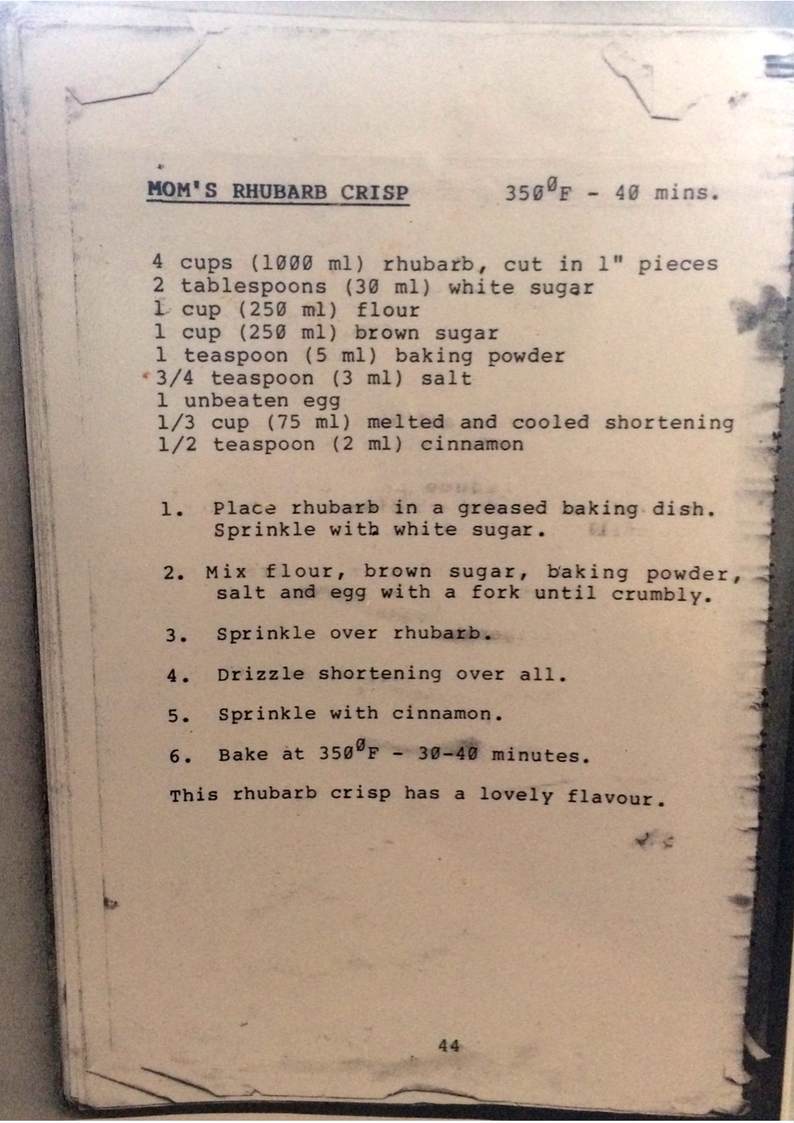 MOM'S RHUBARB CRISP 350⁰F - 40 mins.
4 cups (1000 ml) rhubarb, cut in 1" pieces
2 tablespoons (30 ml) white sugar
1 cup (250 ml) flour
1 cup (250 ml) brown sugar
1 teaspoon (5 ml) baking powder
3/4 teaspoon (3 ml) salt
1 unbeaten egg
1/3 cup (75 ml) melted and cooled shortening
1/2 teaspoon (2 ml) cinnamon
1. Place rhubarb in a greased baking dish.
Sprinkle with white sugar.
2. Mix flour, brown sugar, baking powder,
salt and egg with a fork until crumbly.
3. Sprinkle over rhubarb.
4. Drizzle shortening over all.
5. Sprinkle with cinnamon.
6. Bake at 350⁰F - 30-40 minutes.
This rhubarb crisp has a lovely flavour.
44